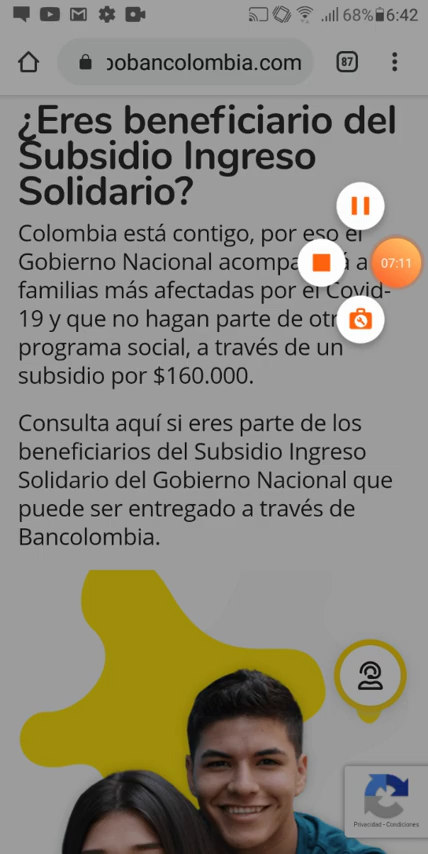 68% 6:42
obancolombia.com 87
¿Eres beneficiario del
Subsidio Ingreso
Solidario?
Colombia está contigo, por eso el
Gobierno Nacional acompa á a
familias más afectadas por el Covid-
19 y que no hagan parte de otr
programa social, a través de un
subsidio por $160.000.
07:11
Consulta aquí si eres parte de los
beneficiarios del Subsidio Ingreso
Solidario del Gobierno Nacional que
puede ser entregado a través de
Bancolombia.
Privacidad - Condiciones